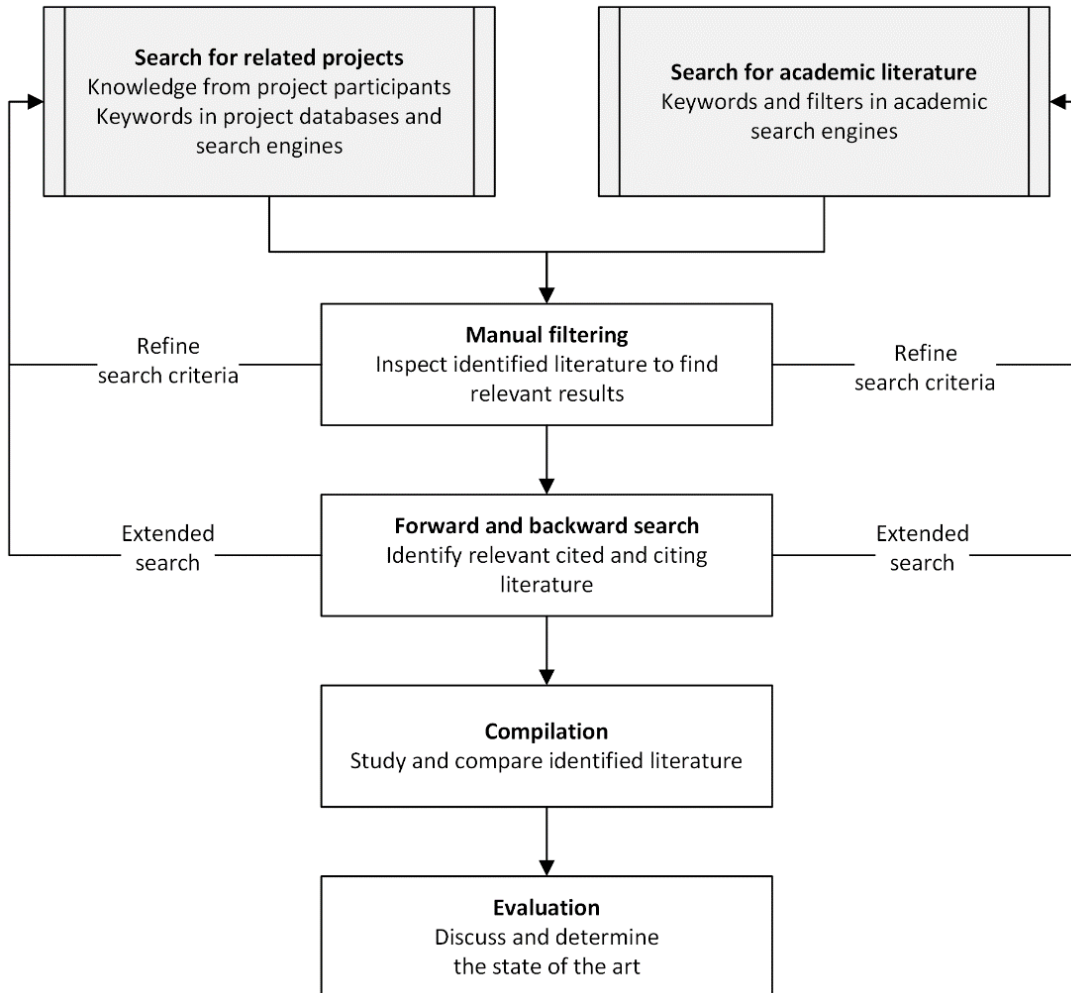 Search for related projects
Knowledge from project participants
Keywords in project databases and
search engines
Search for academic literature
Keywords and filters in academic
search engines
Manual filtering
Inspect identified literature to find
relevant results
Refine
search criteria
Refine
search criteria
Forward and backward search
Identify relevant cited and citing
literature
Extended
search
Extended
search
Compilation
Study and compare identified literature
Evaluation
Discuss and determine
the state of the art